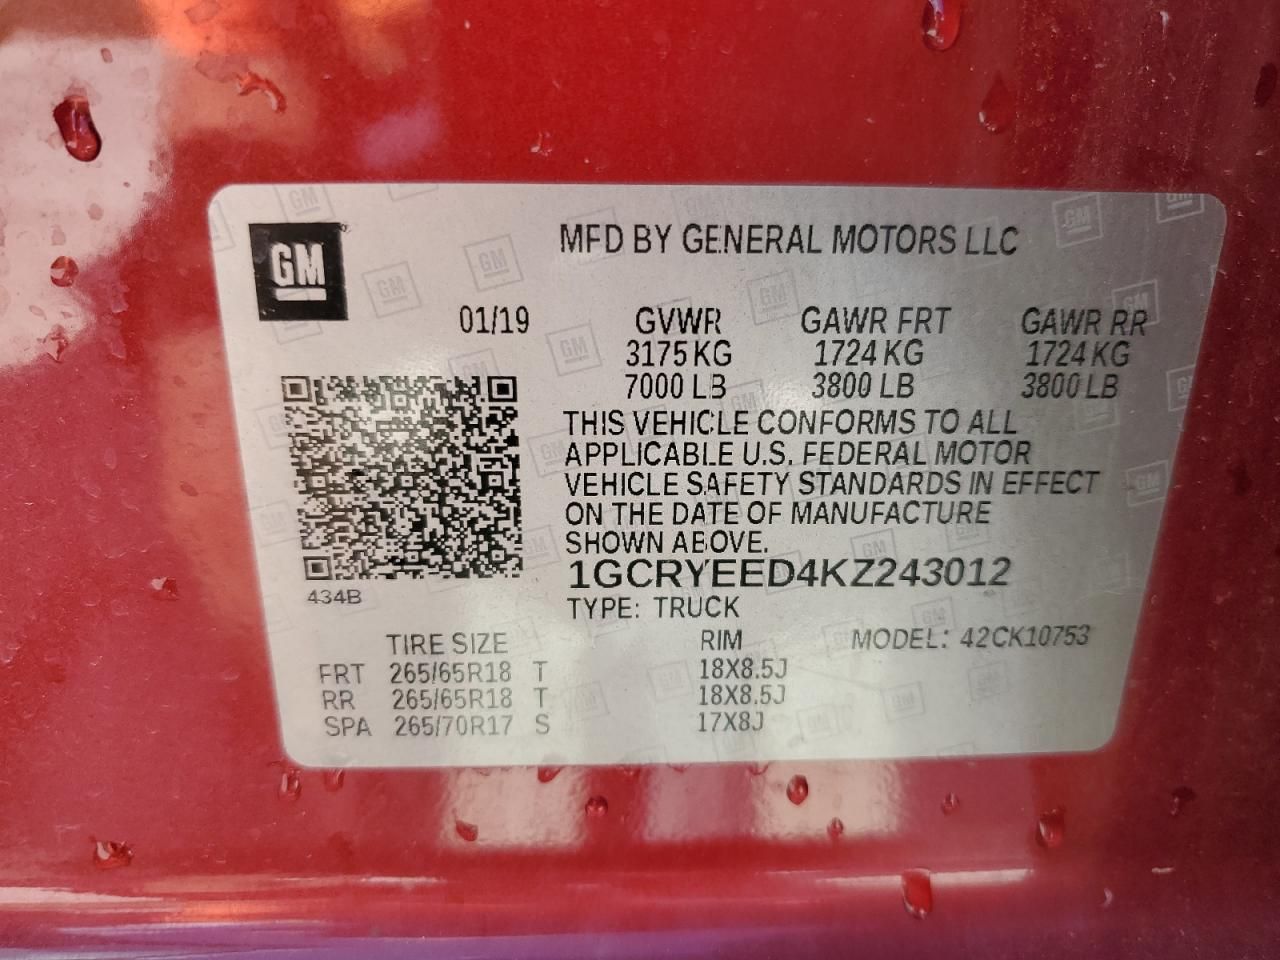 GM
MFD BY GENERAL MOTORS LLC
01/19 GVWR GAWR FRT GAWR RR
3175 KG 1724 KG 1724 KG
7000 LB 3800 LB 3800 LB
THIS VEHICLE CONFORMS TO ALL
APPLICABLE U.S. FEDERAL MOTOR
VEHICLE SAFETY STANDARDS IN EFFECT
ON THE DATE OF MANUFACTURE
SHOWN ABOVE.
1GCRYEED4KZ243012
434B
TYPE: TRUCK
TIRE SIZE RIM MODEL: 42CK10753
FRT 265/65R18 T 18X8.5J
RR 265/65R18 T 18X8.5J
SPA 265/70R17 S 17X8J